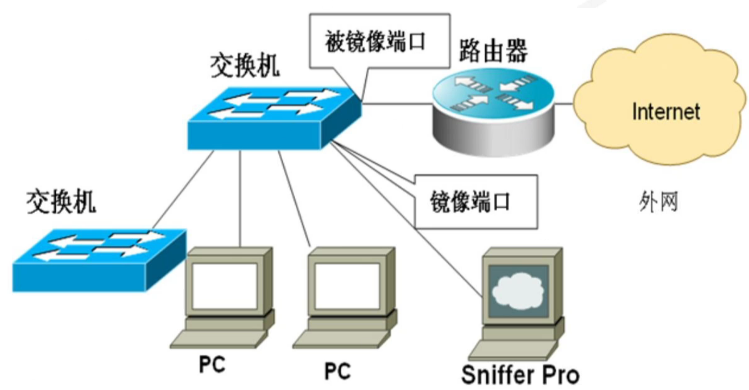 被镜像端口
路由器
交换机
Internet
交换机
镜像端口
外网
PC
PC
Sniffer Pro